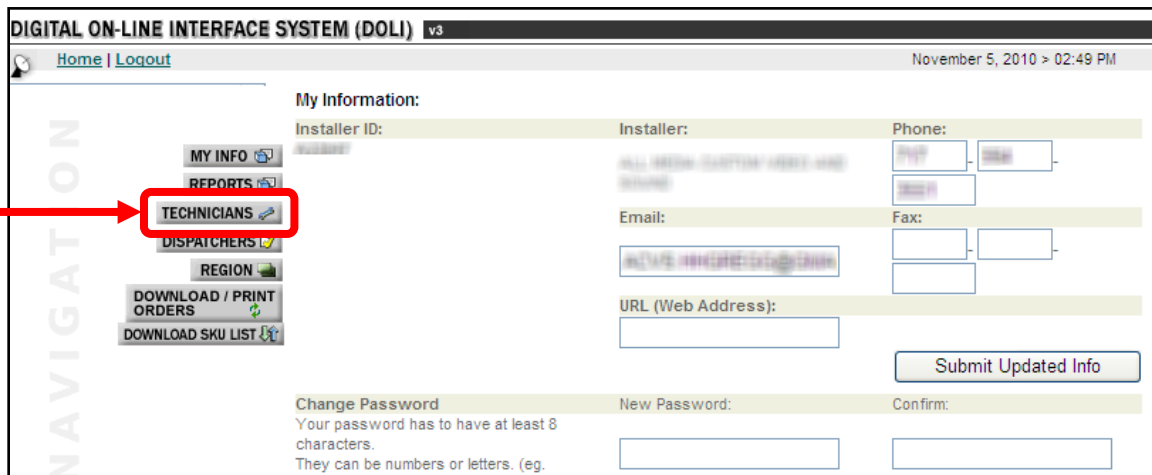 DIGITAL ON-LINE INTERFACE SYSTEM (DOLI) v3
Home | Logout
November 5, 2010 > 02:49 PM
NAVIGATION
MY INFO
REPORTS
TECHNICIANS
DISPATCHERS
REGION
DOWNLOAD / PRINT
ORDERS
DOWNLOAD SKU LIST
My Information:
Installer ID:
Installer:
Phone:
-
-
Email:
Fax:
-
-
URL (Web Address):
Submit Updated Info
Change Password
New Password:
Confirm:
Your password has to have at least 8
characters.
They can be numbers or letters. (eg.